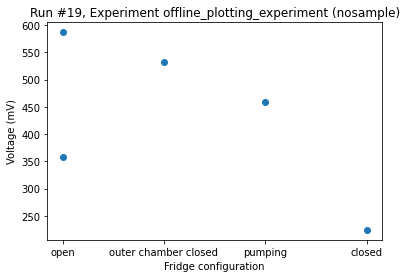 Run #19, Experiment offline_plotting_experiment (nosample)
600
550
500
450
400
350
300
250
Voltage (mV)
open
outer chamber closed
pumping
closed
Fridge configuration